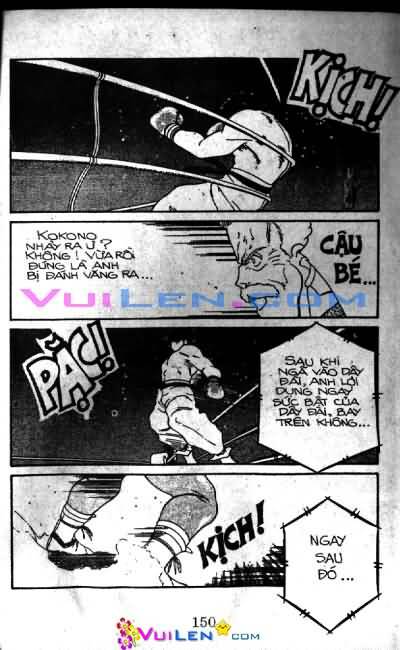 KỊCH!
KOKONO
NHẢY RA Ư?
KHÔNG! VỪA RỒI
ĐÚNG LÀ ANH
BỊ ĐÁNH VĂNG RA...
CẬU
BÉ...
VUILEN.COM
PẶC!
SAU KHI
NGÃ VÀO DÂY
ĐÀI, ANH LỢI
DỤNG NGAY
SỨC BẬT CỦA
DÂY ĐÀI, BAY
TRÊN KHÔNG...
KỊCH!
NGAY
SAU
ĐÓ...
150
VUILEN.COM